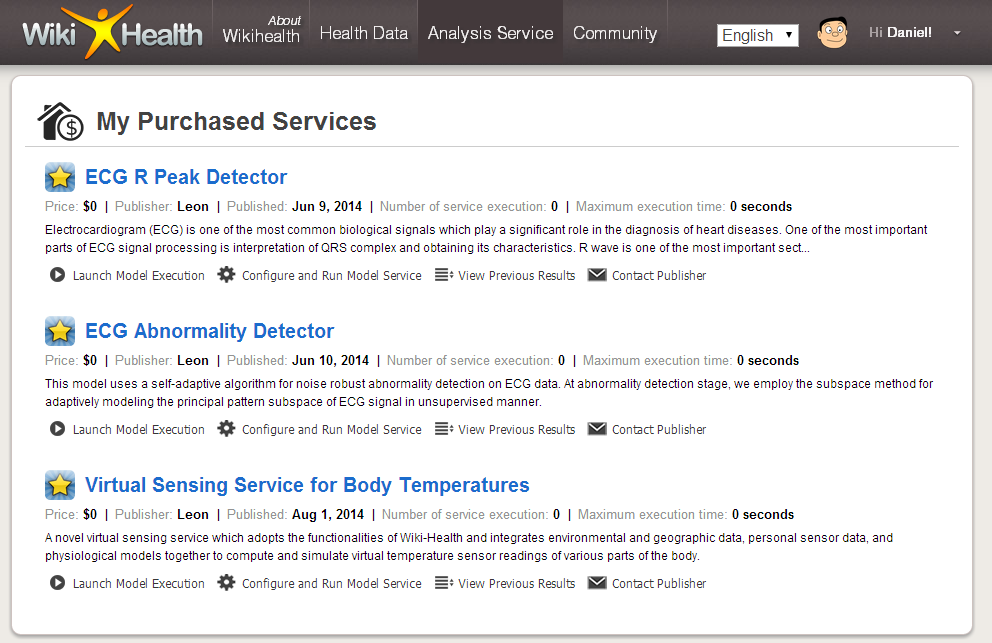 Wiki Health
About
Wikihealth
Health Data
Analysis Service
Community
English
Hi Daniel!
My Purchased Services
ECG R Peak Detector
Price: $0 | Publisher: Leon | Published: Jun 9, 2014 | Number of service execution: 0 | Maximum execution time: 0 seconds
Electrocardiogram (ECG) is one of the most common biological signals which play a significant role in the diagnosis of heart diseases. One of the most important
parts of ECG signal processing is interpretation of QRS complex and obtaining its characteristics. R wave is one of the most important sect...
Launch Model Execution Configure and Run Model Service View Previous Results Contact Publisher
ECG Abnormality Detector
Price: $0 | Publisher: Leon | Published: Jun 10, 2014 | Number of service execution: 0 | Maximum execution time: 0 seconds
This model uses a self-adaptive algorithm for noise robust abnormality detection on ECG data. At abnormality detection stage, we employ the subspace method for
adaptively modeling the principal pattern subspace of ECG signal in unsupervised manner.
Launch Model Execution Configure and Run Model Service View Previous Results Contact Publisher
Virtual Sensing Service for Body Temperatures
Price: $0 | Publisher: Leon | Published: Aug 1, 2014 | Number of service execution: 0 | Maximum execution time: 0 seconds
A novel virtual sensing service which adopts the functionalities of Wiki-Health and integrates environmental and geographic data, personal sensor data, and
physiological models together to compute and simulate virtual temperature sensor readings of various parts of the body.
Launch Model Execution Configure and Run Model Service View Previous Results Contact Publisher